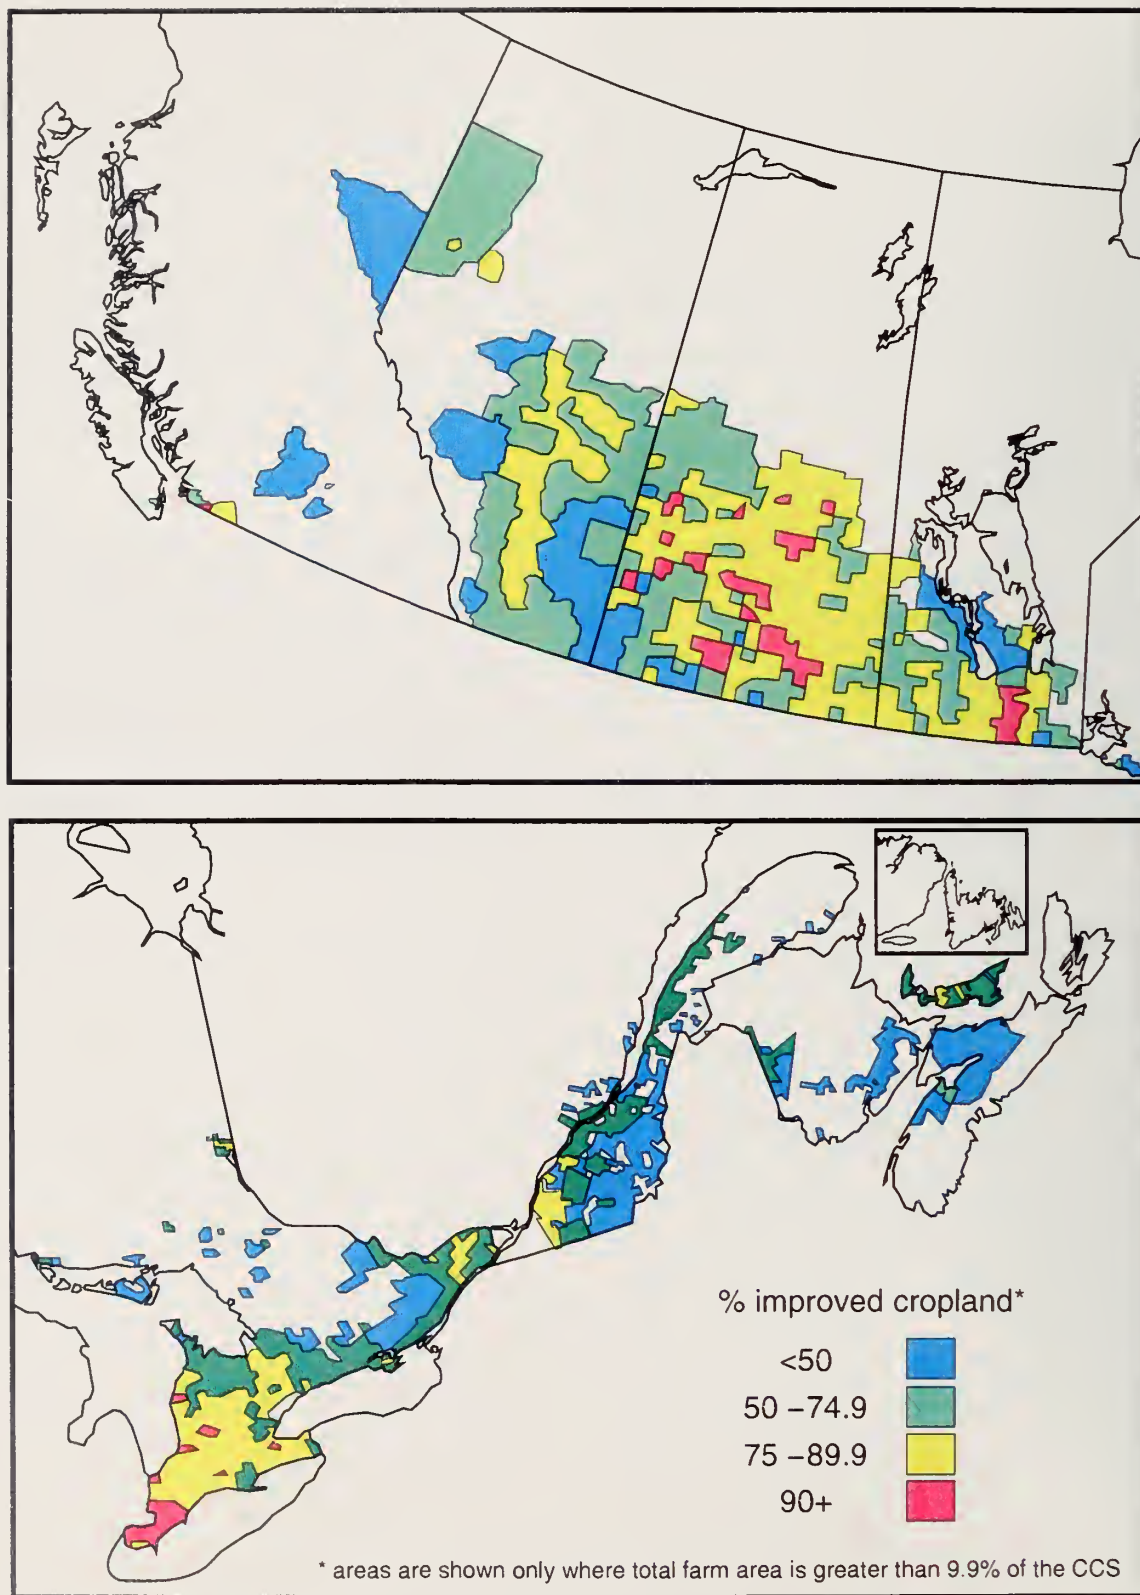 % improved cropland*
<50
50 –74.9
75 –89.9
90+
* areas are shown only where total farm area is greater than 9.9% of the CCS